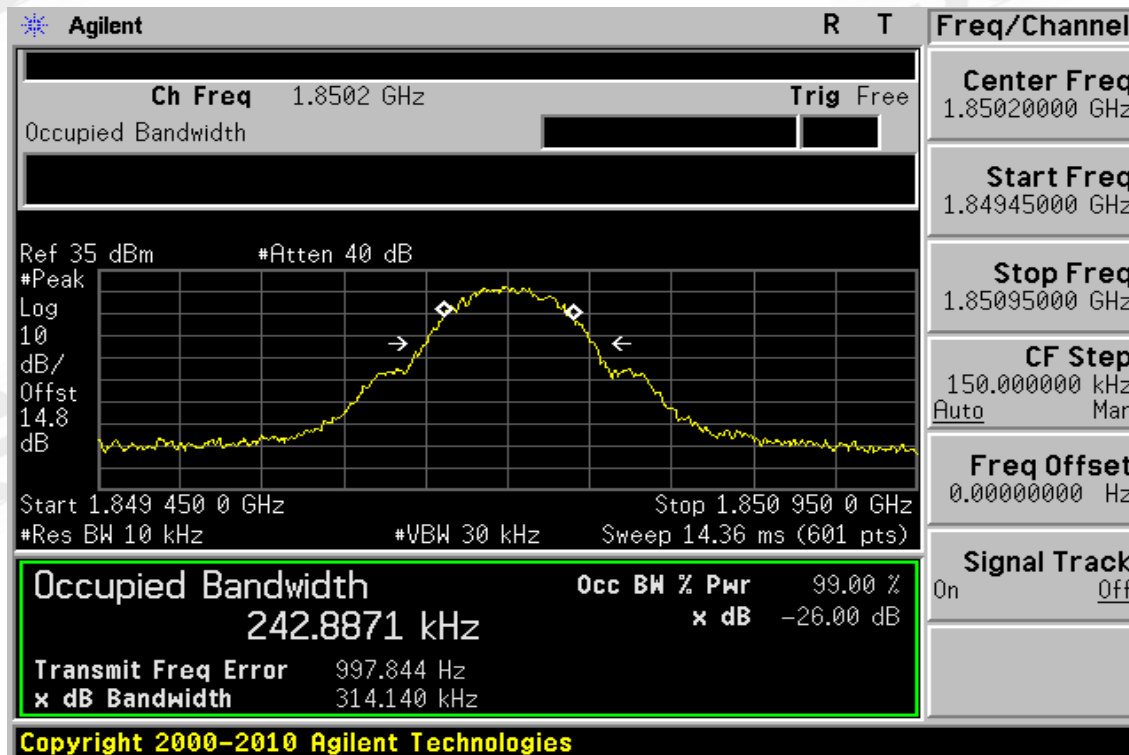 Agilent R T Freq/Channel
Ch Freq 1.8502 GHz Trig Free
Occupied Bandwidth
Center Freq
1.85020000 GHz
Start Freq
1.84945000 GHz
Stop Freq
1.85095000 GHz
CF Step
150.000000 kHz
Auto Man
Freq Offset
0.00000000 Hz
Signal Track
On Off
Ref 35 dBm #Atten 40 dB
#Peak
Log
10
dB/
Offst
14.8
dB
Start 1.849 450 0 GHz Stop 1.850 950 0 GHz
#Res BW 10 kHz #VBW 30 kHz Sweep 14.36 ms (601 pts)
Occupied Bandwidth Occ BW % Pwr 99.00 %
242.8871 kHz x dB -26.00 dB
Transmit Freq Error 997.844 Hz
x dB Bandwidth 314.140 kHz
Copyright 2000-2010 Agilent Technologies